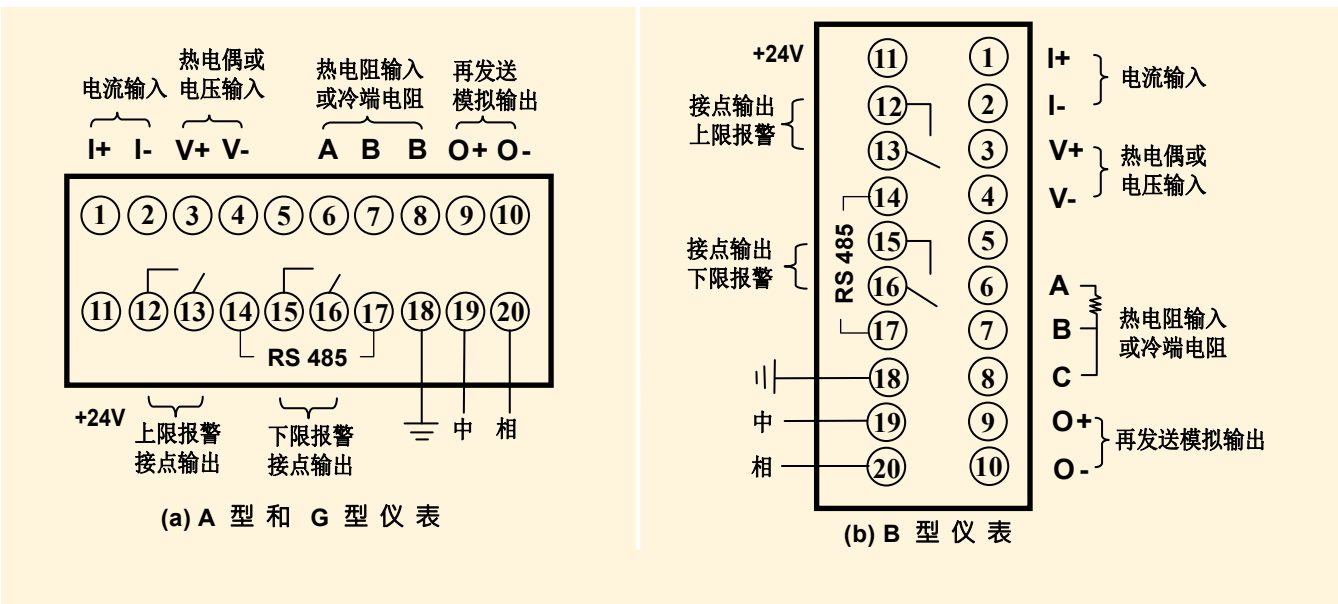 电流输入
热电偶或
电压输入
热电阻输入
或冷端电阻
再发送
模拟输出
I+ I- V+ V- A B B O+ O-
1 2 3 4 5 6 7 8 9 10
11 12 13 14 15 16 17 18 19 20
RS 485
+24V
上限报警
接点输出
下限报警
接点输出
中 相
(a) A 型 和 G 型 仪 表
+24V 11 1 I+
12 2 I-
电流输入
接点输出
上限报警
13 3 V+
14 4 V-
热电偶或
电压输入
接点输出
下限报警
RS 485
15 5
16 6 A
17 7 B
18 8 C
热电阻输入
或冷端电阻
中 19 9 O+
相 20 10 O-
再发送模拟输出
(b) B 型 仪 表